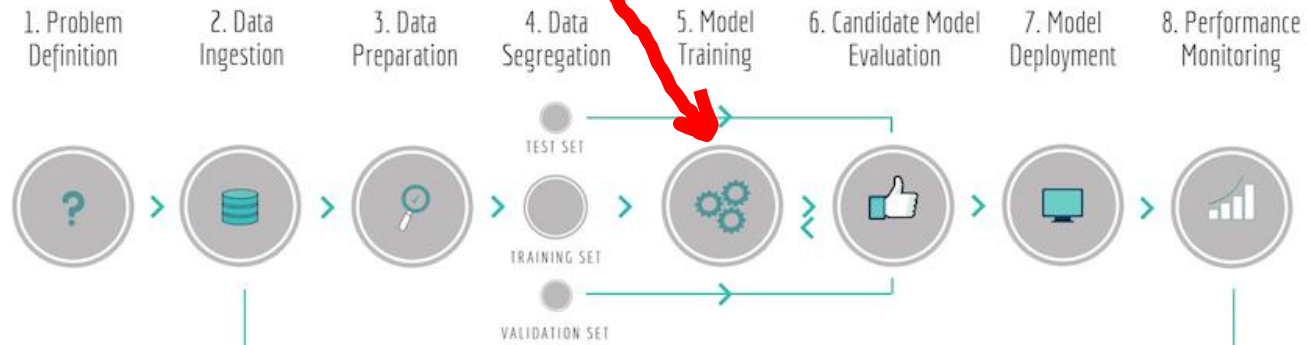 1. Problem
Definition
2. Data
Ingestion
3. Data
Preparation
4. Data
Segregation
5. Model
Training
6. Candidate Model
Evaluation
7. Model
Deployment
8. Performance
Monitoring
TEST SET
?
TRAINING SET
VALIDATION SET